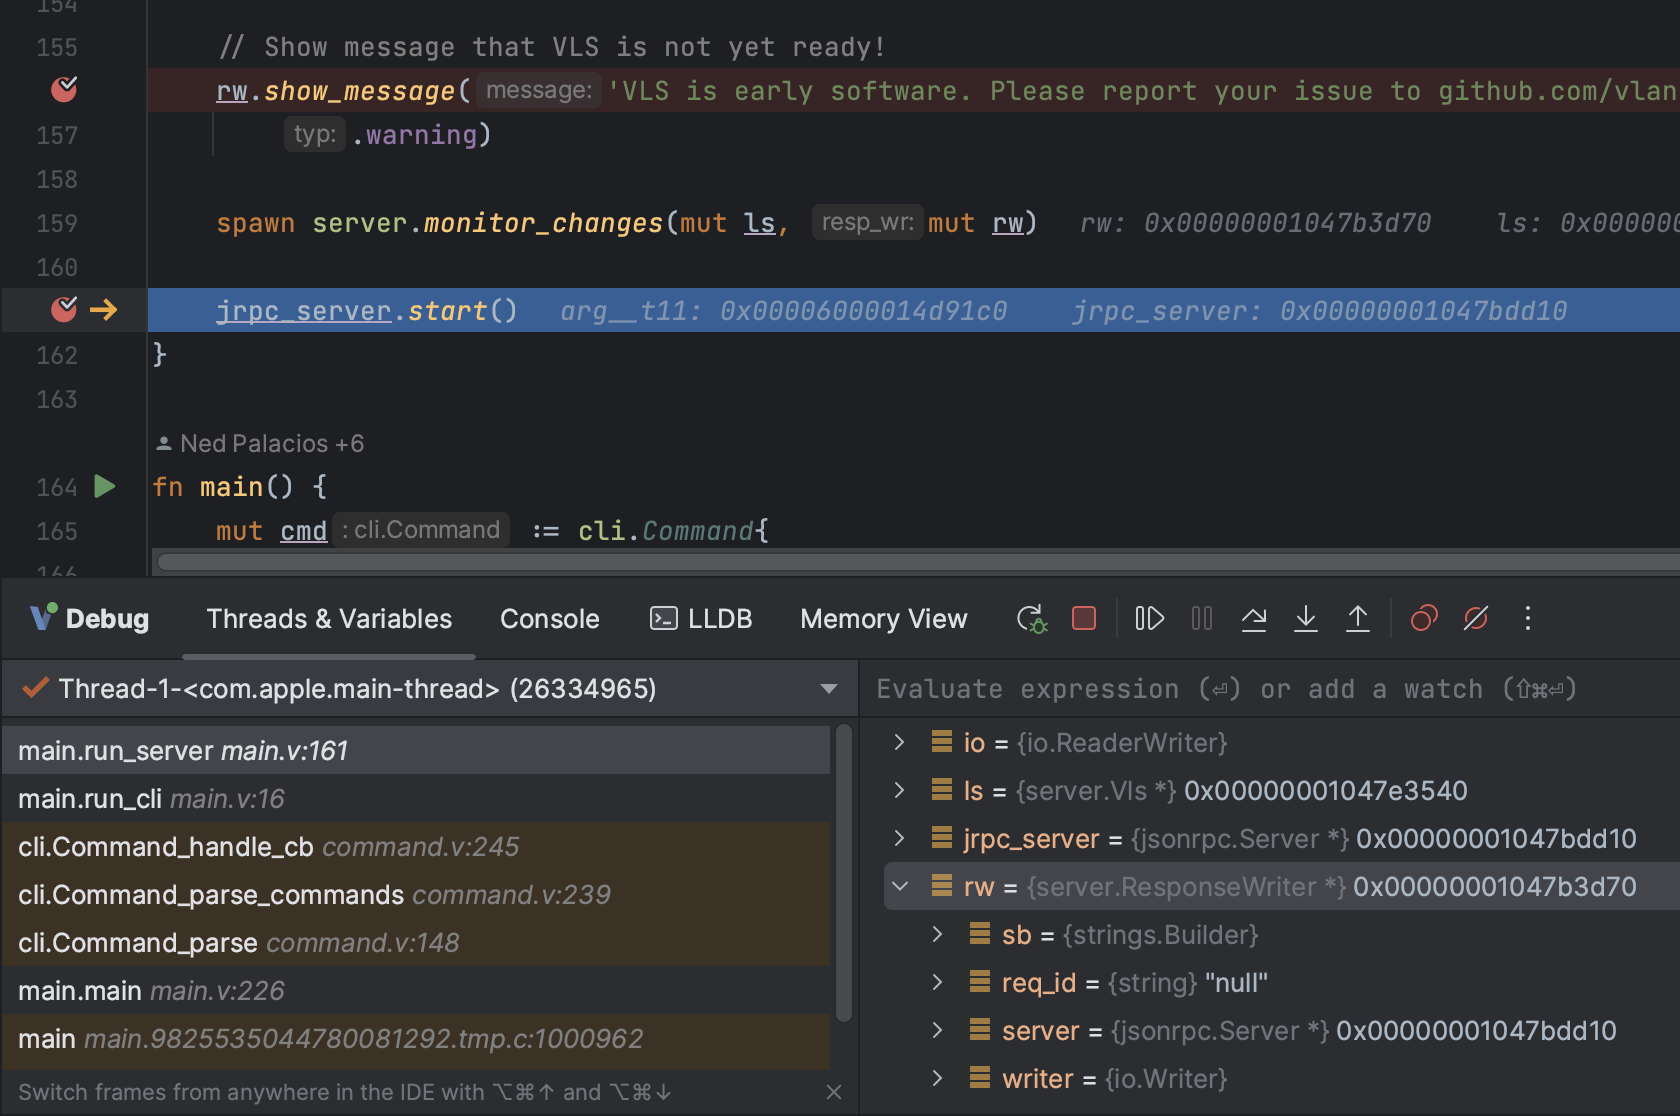 154
155 // Show message that VLS is not yet ready!
rw.show_message( message: 'VLS is early software. Please report your issue to github.com/vlan
157 typ: .warning)
158
159 spawn server.monitor_changes(mut ls, resp_wr: mut rw) rw: 0x00000001047b3d70 ls: 0x000000
160
jrpc_server.start() arg__t11: 0x00006000014d91c0 jrpc_server: 0x00000001047bdd10
162 }
163
Ned Palacios +6
164 fn main() {
165 mut cmd : cli.Command := cli.Command{
166
Debug Threads & Variables Console LLDB Memory View
Thread-1-<com.apple.main-thread> (26334965)
Evaluate expression (⏎) or add a watch (⇧⌘⏎)
main.run_server main.v:161
main.run_cli main.v:16
cli.Command_handle_cb command.v:245
cli.Command_parse_commands command.v:239
cli.Command_parse command.v:148
main.main main.v:226
main main.9825535044780081292.tmp.c:1000962
Switch frames from anywhere in the IDE with ⌥⌘↑ and ⌥⌘↓
io = {io.ReaderWriter}
ls = {server.Vls *} 0x00000001047e3540
jrpc_server = {jsonrpc.Server *} 0x00000001047bdd10
rw = {server.ResponseWriter *} 0x00000001047b3d70
sb = {strings.Builder}
req_id = {string} "null"
server = {jsonrpc.Server *} 0x00000001047bdd10
writer = {io.Writer}